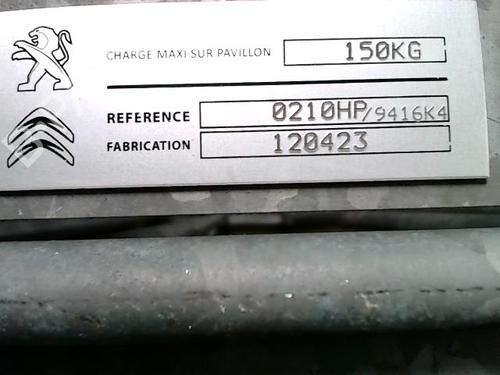 CHARGE MAXI SUR PAVILLON 150KG
REFERENCE 0210HP/9416K4
FABRICATION 120423